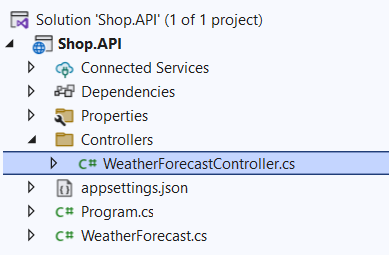 Solution 'Shop.API' (1 of 1 project)
Shop.API
Connected Services
Dependencies
Properties
Controllers
C# WeatherForecastController.cs
appsettings.json
C# Program.cs
C# WeatherForecast.cs